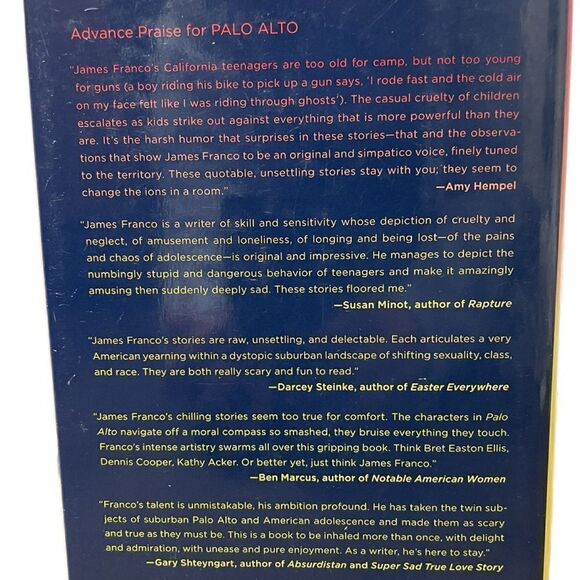 Advance Praise for PALO ALTO
"James Franco's California teenagers are too old for camp, but not too young
for guns (a boy riding his bike to pick up a gun says, 'I rode fast and the cold air
on my face felt like I was riding through ghosts'). The casual cruelty of children
escalates as kids strike out against everything that is more powerful than they
are. It's the harsh humor that surprises in these stories—that and the observa-
tions that show James Franco to be an original and simpatico voice, finely tuned
to the territory. These quotable, unsettling stories stay with you; they seem to
change the ions in a room."
—Amy Hempel
"James Franco is a writer of skill and sensitivity whose depiction of cruelty and
neglect, of amusement and loneliness, of longing and being lost—of the pains
and chaos of adolescence—is original and impressive. He manages to depict the
numbingly stupid and dangerous behavior of teenagers and make it amazingly
amusing then suddenly deeply sad. These stories floored me."
—Susan Minot, author of Rapture
"James Franco's stories are raw, unsettling, and delectable. Each articulates a very
American yearning within a dystopic suburban landscape of shifting sexuality, class,
and race. They are both really scary and fun to read."
—Darcey Steinke, author of Easter Everywhere
"James Franco's chilling stories seem too true for comfort. The characters in Palo
Alto navigate off a moral compass so smashed, they bruise everything they touch.
Franco's intense artistry swarms all over this gripping book. Think Bret Easton Ellis,
Dennis Cooper, Kathy Acker. Or better yet, just think James Franco."
—Ben Marcus, author of Notable American Women
"Franco's talent is unmistakable, his ambition profound. He has taken the twin sub-
jects of suburban Palo Alto and American adolescence and made them as scary
and true as they must be. This is a book to be inhaled more than once, with delight
and admiration, with unease and pure enjoyment. As a writer, he's here to stay."
—Gary Shteyngart, author of Absurdistan and Super Sad True Love Story